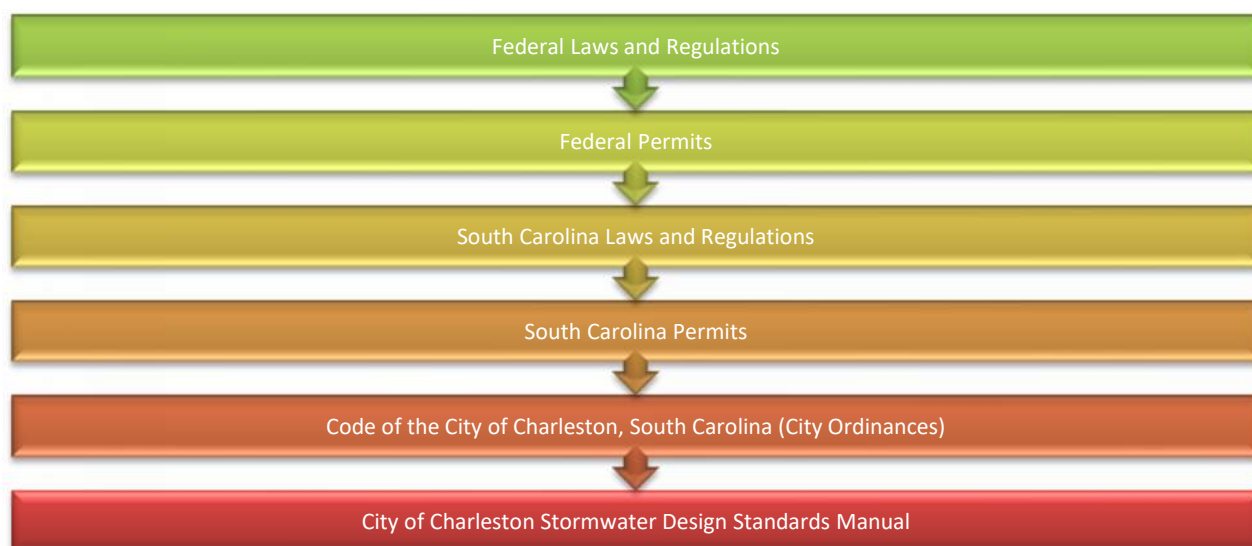 Federal Laws and Regulations
Federal Permits
South Carolina Laws and Regulations
South Carolina Permits
Code of the City of Charleston, South Carolina (City Ordinances)
City of Charleston Stormwater Design Standards Manual